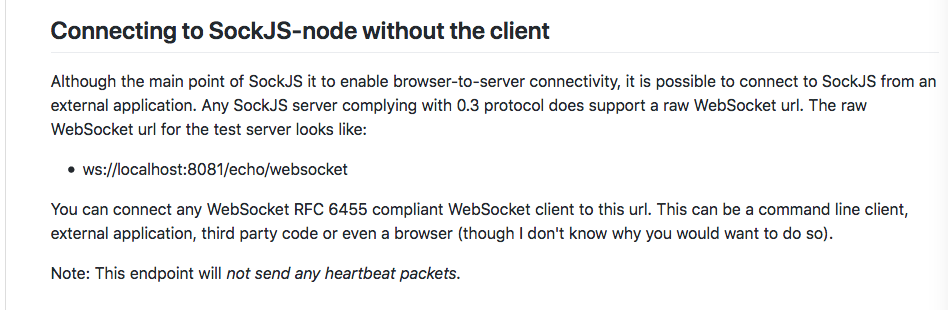 Connecting to SockJS-node without the client
Although the main point of SockJS it to enable browser-to-server connectivity, it is possible to connect to SockJS from an
external application. Any SockJS server complying with 0.3 protocol does support a raw WebSocket url. The raw
WebSocket url for the test server looks like:
• ws://localhost:8081/echo/websocket
You can connect any WebSocket RFC 6455 compliant WebSocket client to this url. This can be a command line client,
external application, third party code or even a browser (though I don't know why you would want to do so).
Note: This endpoint will not send any heartbeat packets.